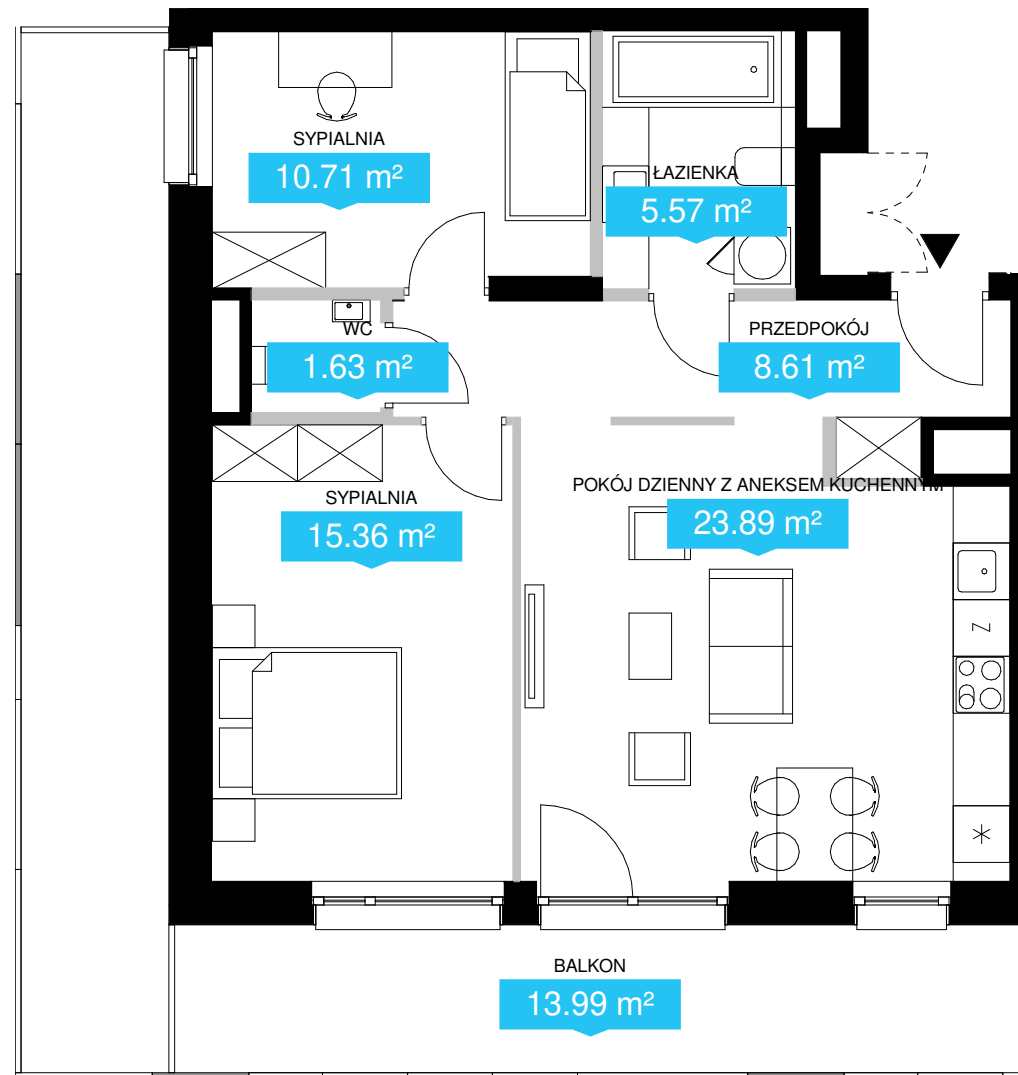 SYPIALNIA
10.71 m²
ŁAZIENKA
5.57 m²
WC
1.63 m²
PRZEDPOKÓJ
8.61 m²
SYPIALNIA
15.36 m²
POKÓJ DZIENNY Z ANEKSEM KUCHENNYM
23.89 m²
Z
BALKON
13.99 m²